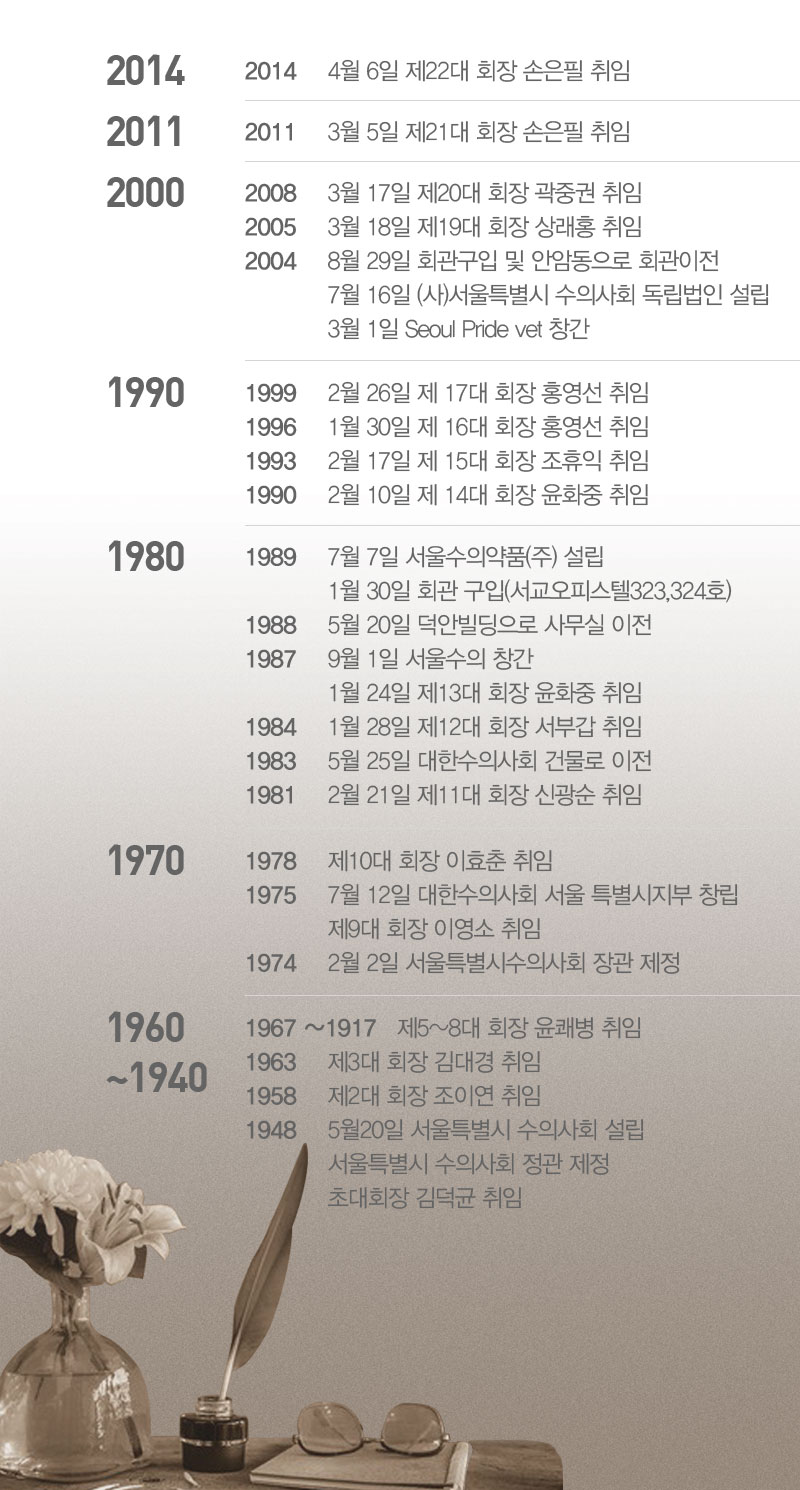 2014 2014 4월 6일 제22대 회장 손은필 취임
2011 2011 3월 5일 제21대 회장 손은필 취임
2000 2008 3월 17일 제20대 회장 곽중권 취임
2005 3월 18일 제19대 회장 상래홍 취임
2004 8월 29일 회관구입 및 안암동으로 회관이전
7월 16일 (사)서울특별시 수의사회 독립법인 설립
3월 1일 Seoul Pride vet 창간
1990 1999 2월 26일 제 17대 회장 홍영선 취임
1996 1월 30일 제 16대 회장 홍영선 취임
1993 2월 17일 제 15대 회장 조휴익 취임
1990 2월 10일 제 14대 회장 윤화중 취임
1980 1989 7월 7일 서울수의약품(주) 설립
1월 30일 회관 구입(서교오피스텔323,324호)
1988 5월 20일 덕안빌딩으로 사무실 이전
1987 9월 1일 서울수의 창간
1월 24일 제13대 회장 윤화중 취임
1984 1월 28일 제12대 회장 서부갑 취임
1983 5월 25일 대한수의사회 건물로 이전
1981 2월 21일 제11대 회장 신광순 취임
1970 1978 제10대 회장 이효춘 취임
1975 7월 12일 대한수의사회 서울 특별시지부 창립
제9대 회장 이영소 취임
1974 2월 2일 서울특별시수의사회 장관 제정
1960 1967 ~1917 제5~8대 회장 윤쾌병 취임
1963 제3대 회장 김대경 취임
~1940 1958 제2대 회장 조이연 취임
1948 5월20일 서울특별시 수의사회 설립
서울특별시 수의사회 정관 제정
초대회장 김덕균 취임